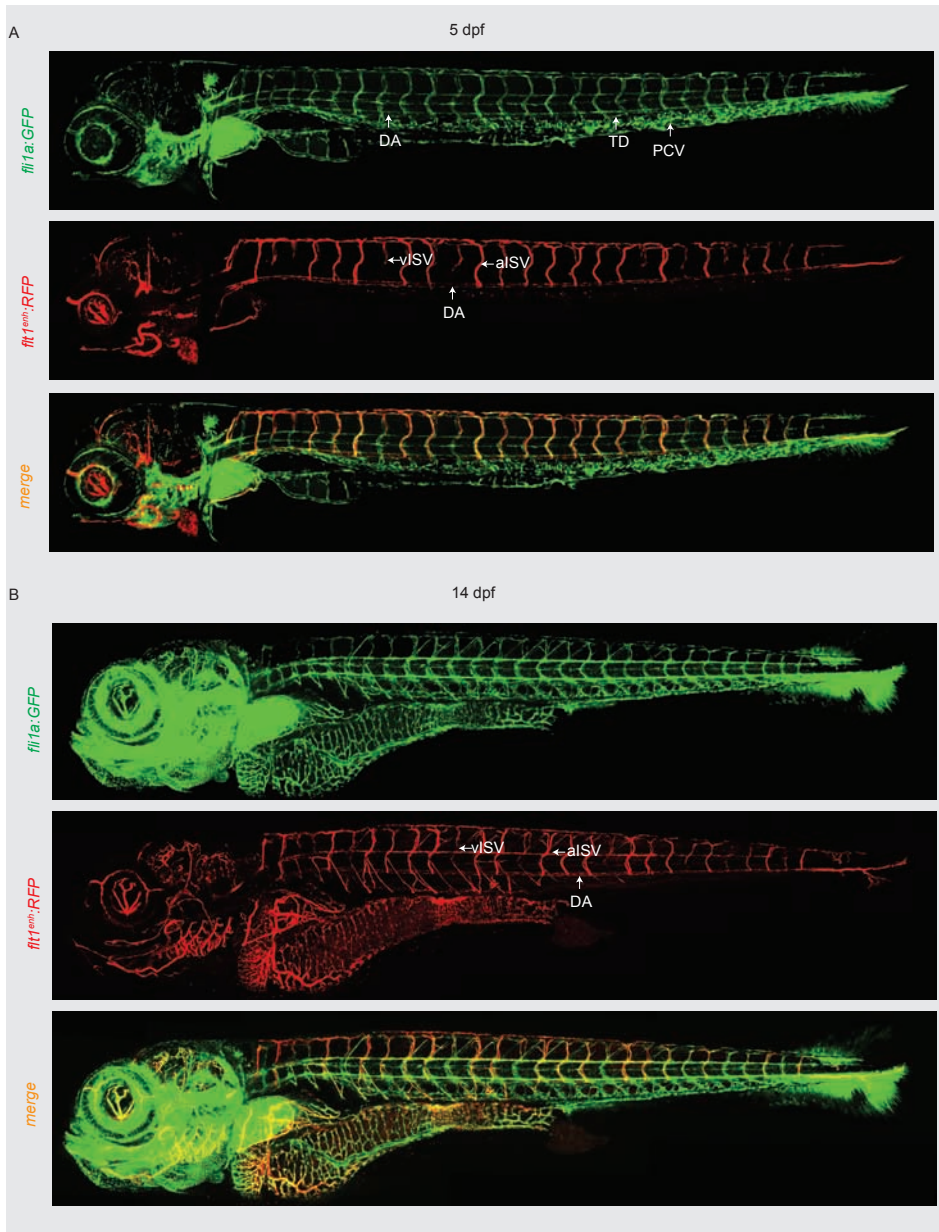 A
5 dpf
fli1a:GFP
DA
TD
PCV
flt1enh:RFP
vISV
aISV
DA
merge
B
14 dpf
fli1a:GFP
flt1enh:RFP
vISV
aISV
DA
merge